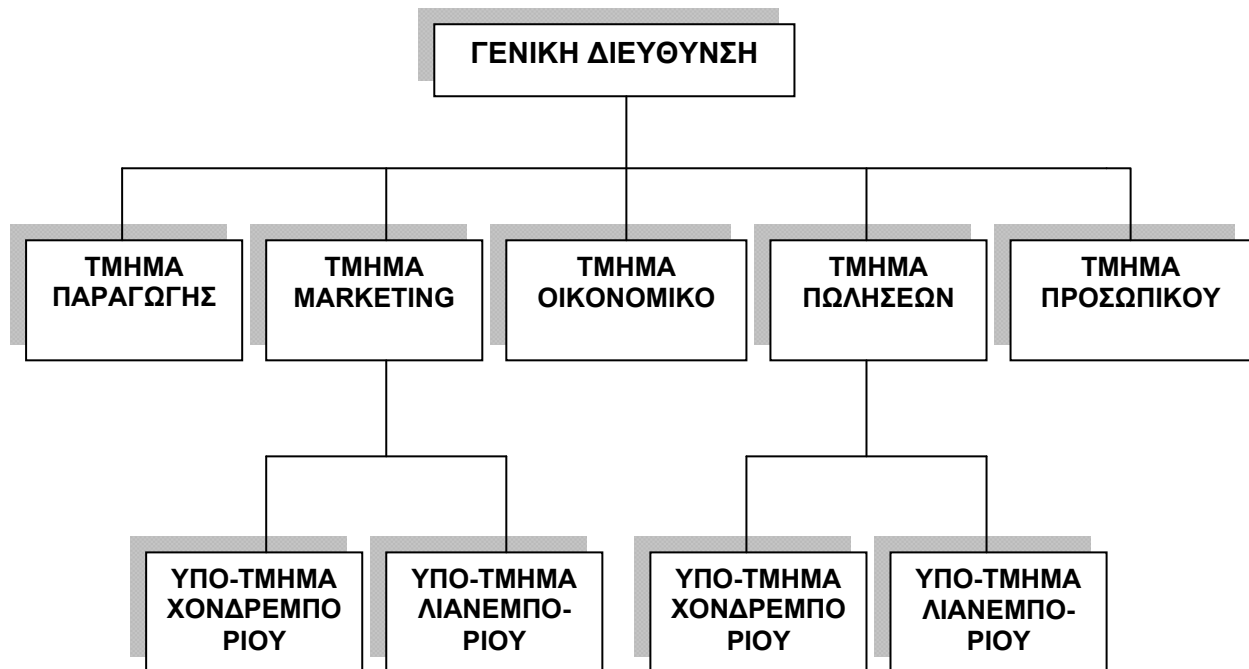 ΓΕΝΙΚΗ ΔΙΕΥΘΥΝΣΗ
ΤΜΗΜΑ
ΠΑΡΑΓΩΓΗΣ
ΤΜΗΜΑ
MARKETING
ΤΜΗΜΑ
ΟΙΚΟΝΟΜΙΚΟ
ΤΜΗΜΑ
ΠΩΛΗΣΕΩΝ
ΤΜΗΜΑ
ΠΡΟΣΩΠΙΚΟΥ
ΥΠΟ-ΤΜΗΜΑ
ΧΟΝΔΡΕΜΠΟ
ΡΙΟΥ
ΥΠΟ-ΤΜΗΜΑ
ΛΙΑΝΕΜΠΟ-
ΡΙΟΥ
ΥΠΟ-ΤΜΗΜΑ
ΧΟΝΔΡΕΜΠΟ
ΡΙΟΥ
ΥΠΟ-ΤΜΗΜΑ
ΛΙΑΝΕΜΠΟ-
ΡΙΟΥ